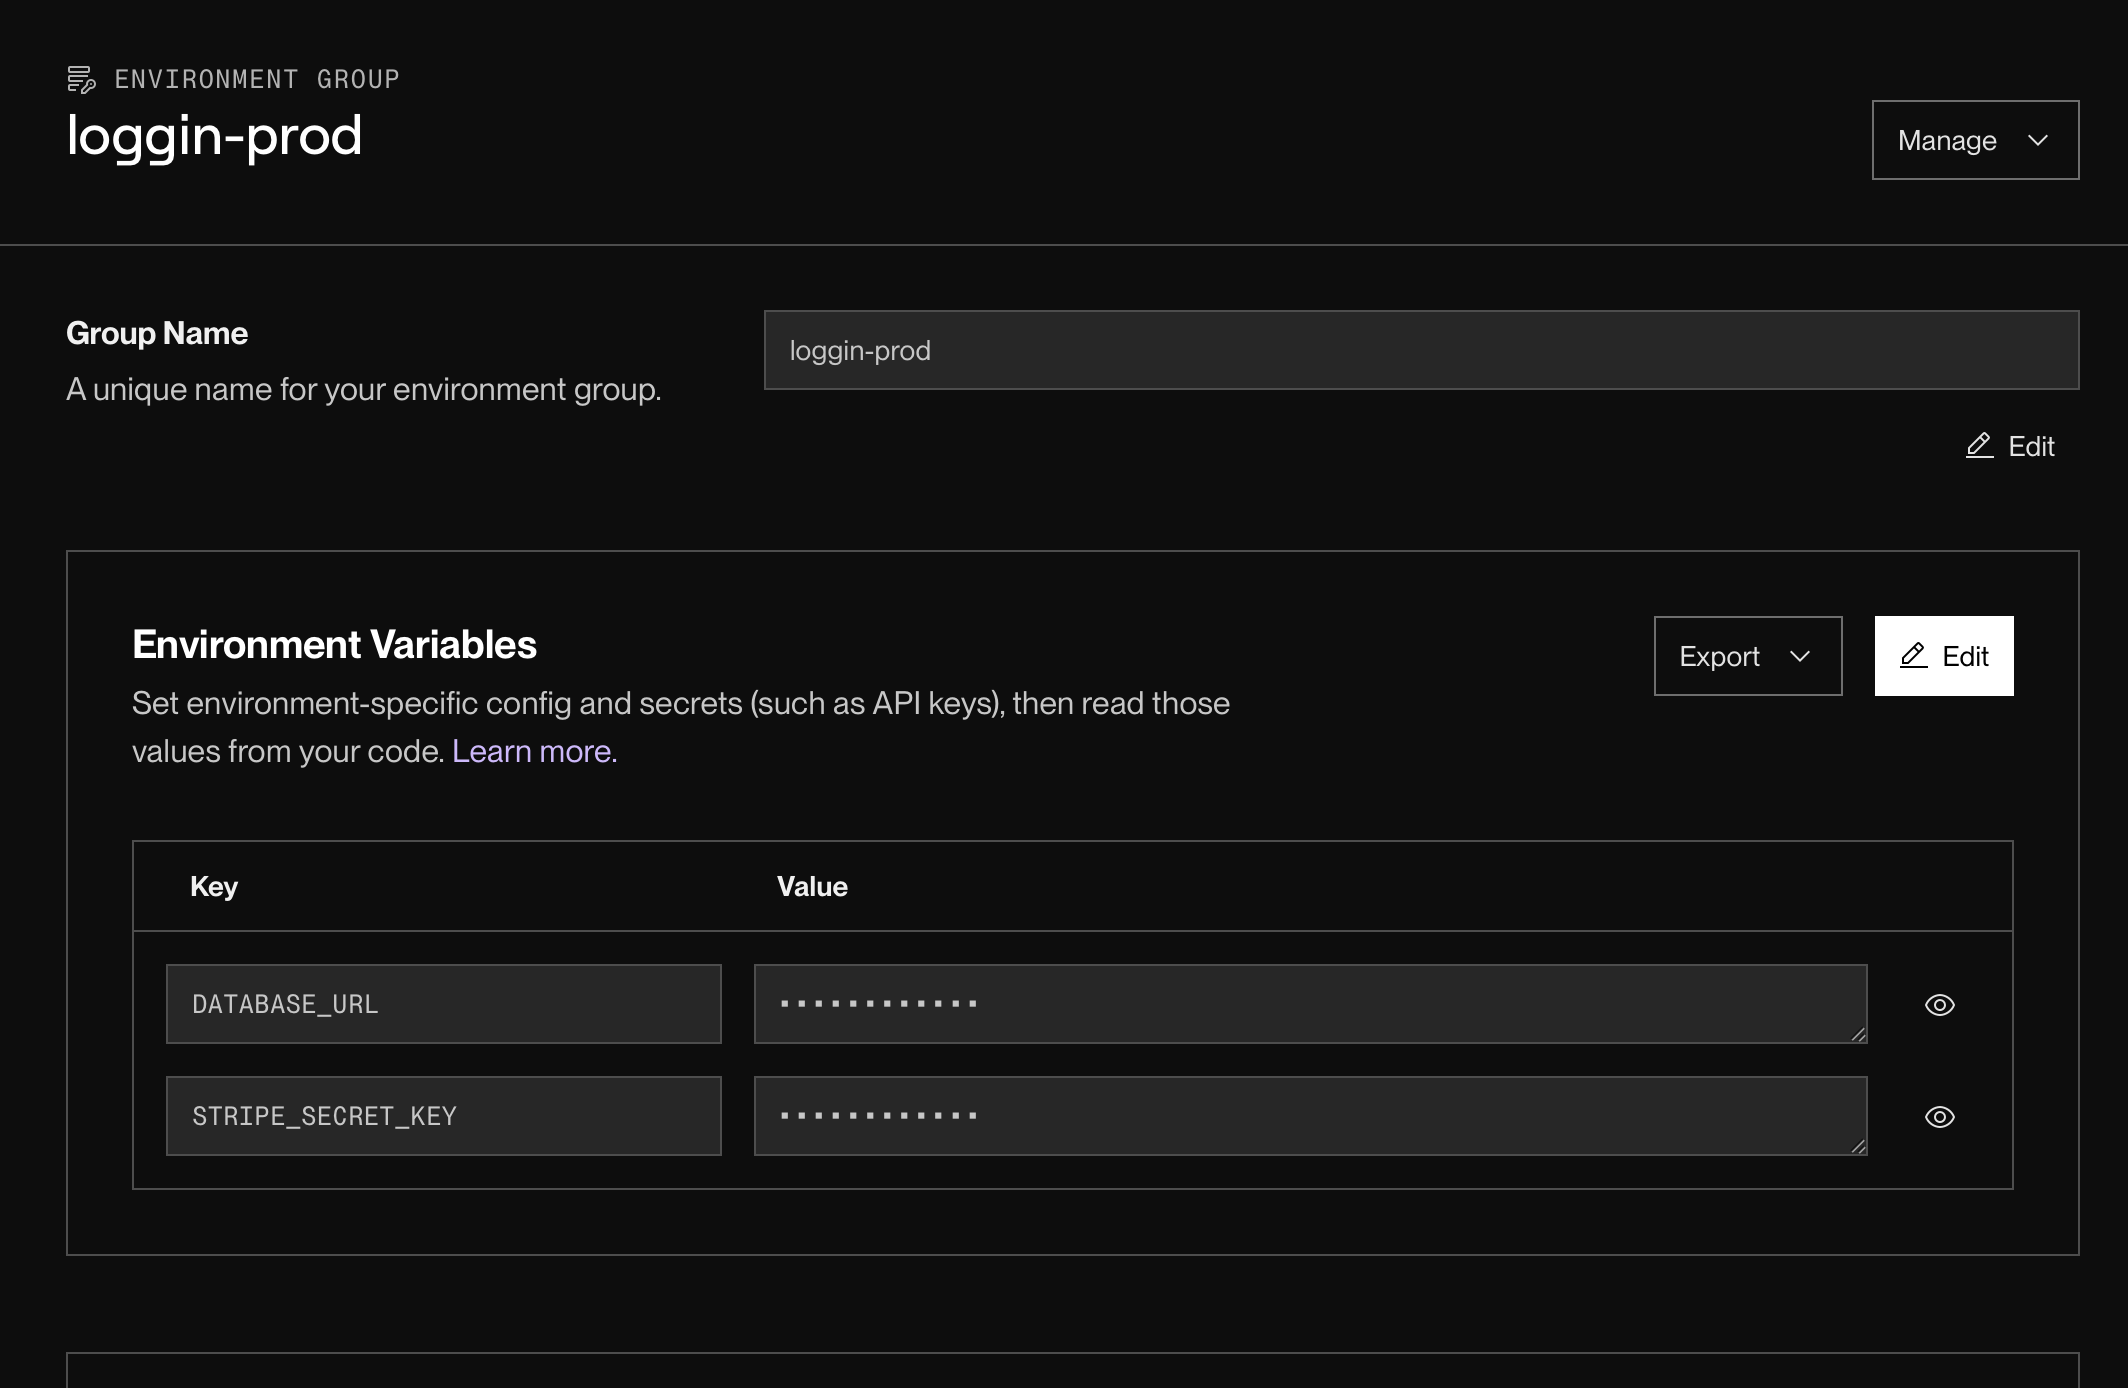 ENVIRONMENT GROUP
loggin-prod
Manage
Group Name
A unique name for your environment group.
loggin-prod
Edit
Environment Variables
Set environment-specific config and secrets (such as API keys), then read those
values from your code. Learn more.
Export
Edit
Key
Value
DATABASE_URL
••••••••••••
STRIPE_SECRET_KEY
••••••••••••